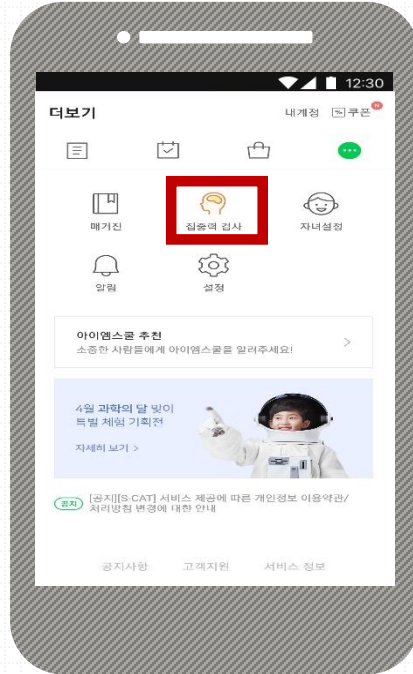 12:30
더보기 내계정 쿠폰 N
매거진 집중력 검사 자녀설정
알림 설정
아이엠스쿨 추천
소중한 사람들에게 아이엠스쿨을 알려주세요!
4월 과학의 달 맞이
특별 체험 기획전
자세히 보기 >
공지 [공지][S-CAT] 서비스 제공에 따른 개인정보 이용약관/
처리방침 변경에 대한 안내
공지사항 고객지원 서비스 정보